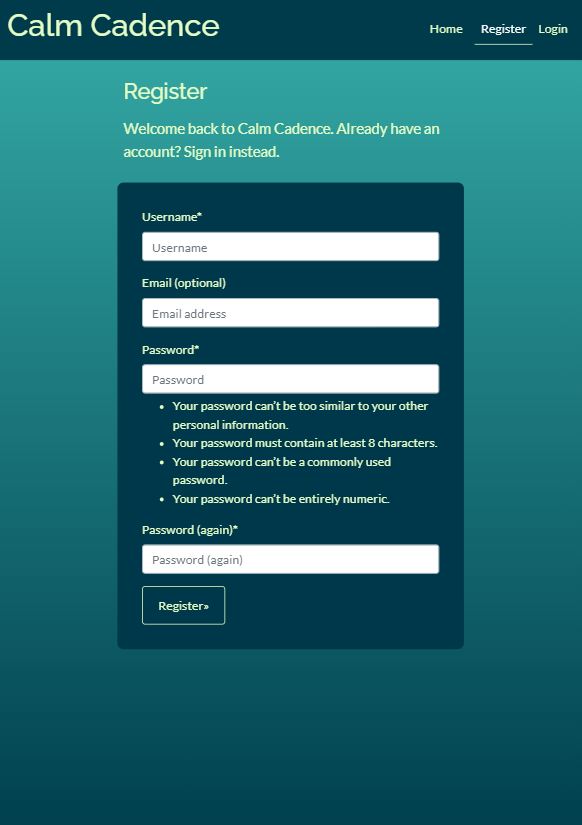 Calm Cadence
Home Register Login
Register
Welcome back to Calm Cadence. Already have an
account? Sign in instead.
Username*
Username
Email (optional)
Email address
Password*
Password
• Your password can’t be too similar to your other
personal information.
• Your password must contain at least 8 characters.
• Your password can’t be a commonly used
password.
• Your password can’t be entirely numeric.
Password (again)*
Password (again)
Register»